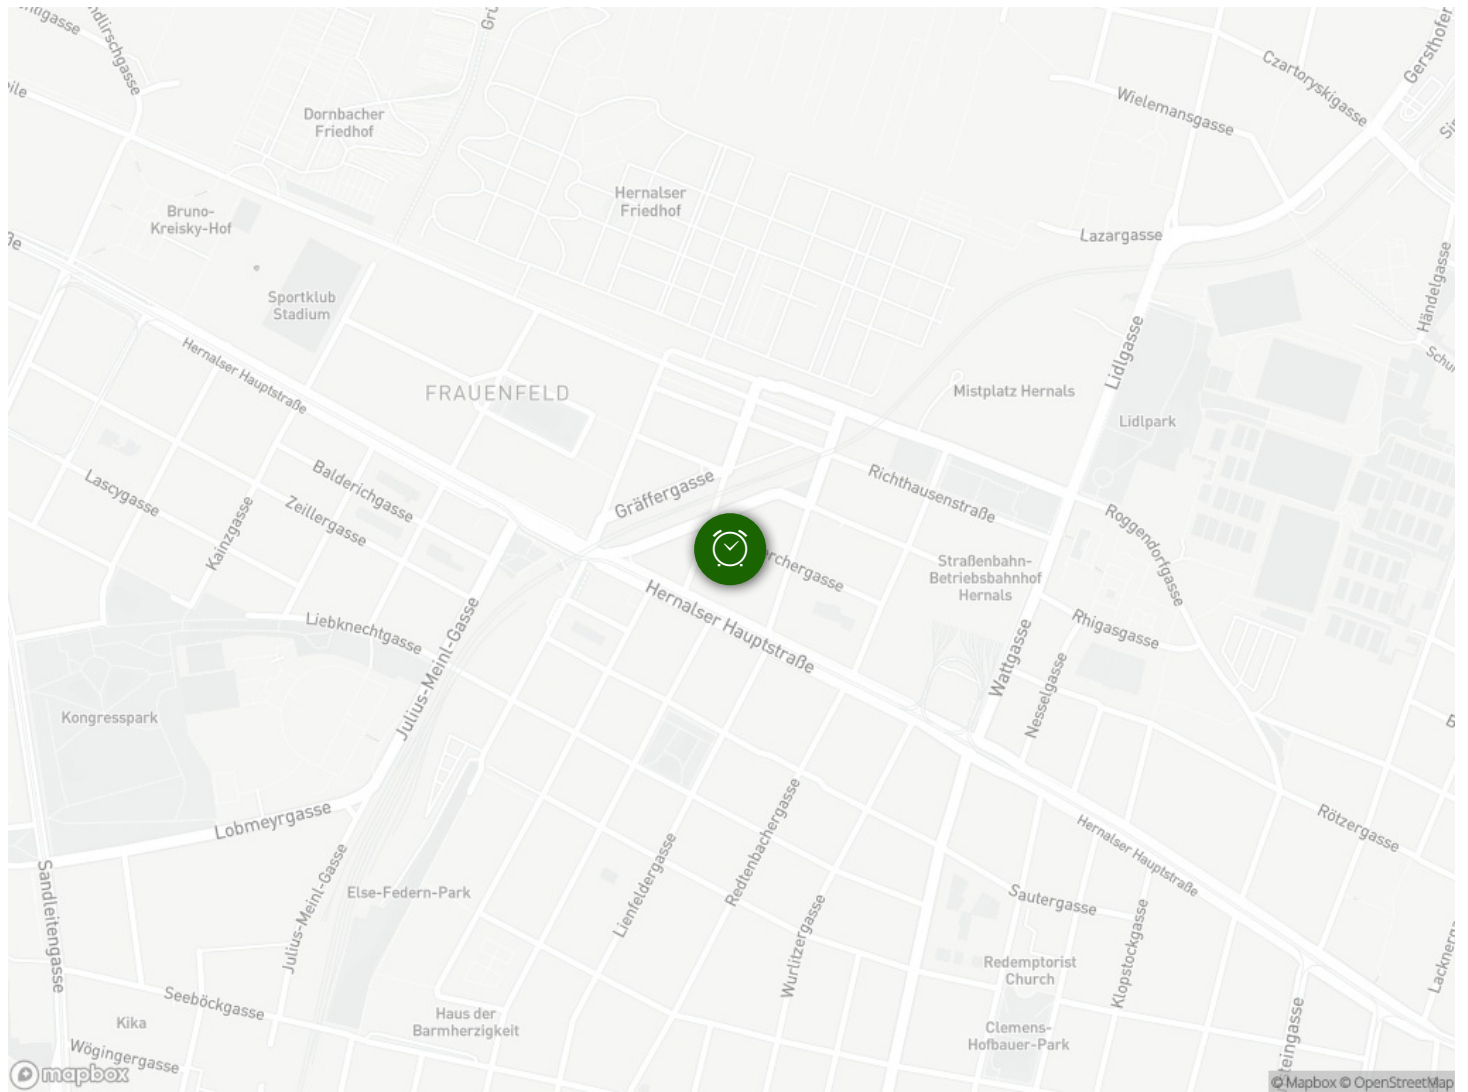 Czartoryskigasse
Wielemansgasse
Dornbacher
Friedhof
Hernalser
Friedhof
Bruno-
Kreisky-Hof
Lazargasse
Händelgasse
Sportklub
Stadium
Lidlgasse
Hernalser Hauptstraße
FRAUENFELD
Mistplatz Hernals
Lidlpark
Lascygasse
Balderichgasse
Zeillergasse
Kainzgasse
Gräffergasse
Richthausenstraße
Roggendorfgasse
Straßenbahn-
Betriebsbahnhof
Hernals
Hernalser Hauptstraße
Liebknechtgasse
Julius-Meinl-Gasse
Rhigasgasse
Wattgasse
Nesselgasse
Kongresspark
Lobmeyrgasse
Redtenbachergasse
Rötzergasse
Hernalser Hauptstraße
Sandleitengasse
Julius-Meinl-Gasse
Else-Federn-Park
Lienfeldergasse
Wurlitzergasse
Sautergasse
Klopstockgasse
Redemptorist
Church
Seeböckgasse
Kika
Haus der
Barmherzigkeit
Clemens-
Hofbauer-Park
Wögingergasse
mapbox
© Mapbox © OpenStreetMap